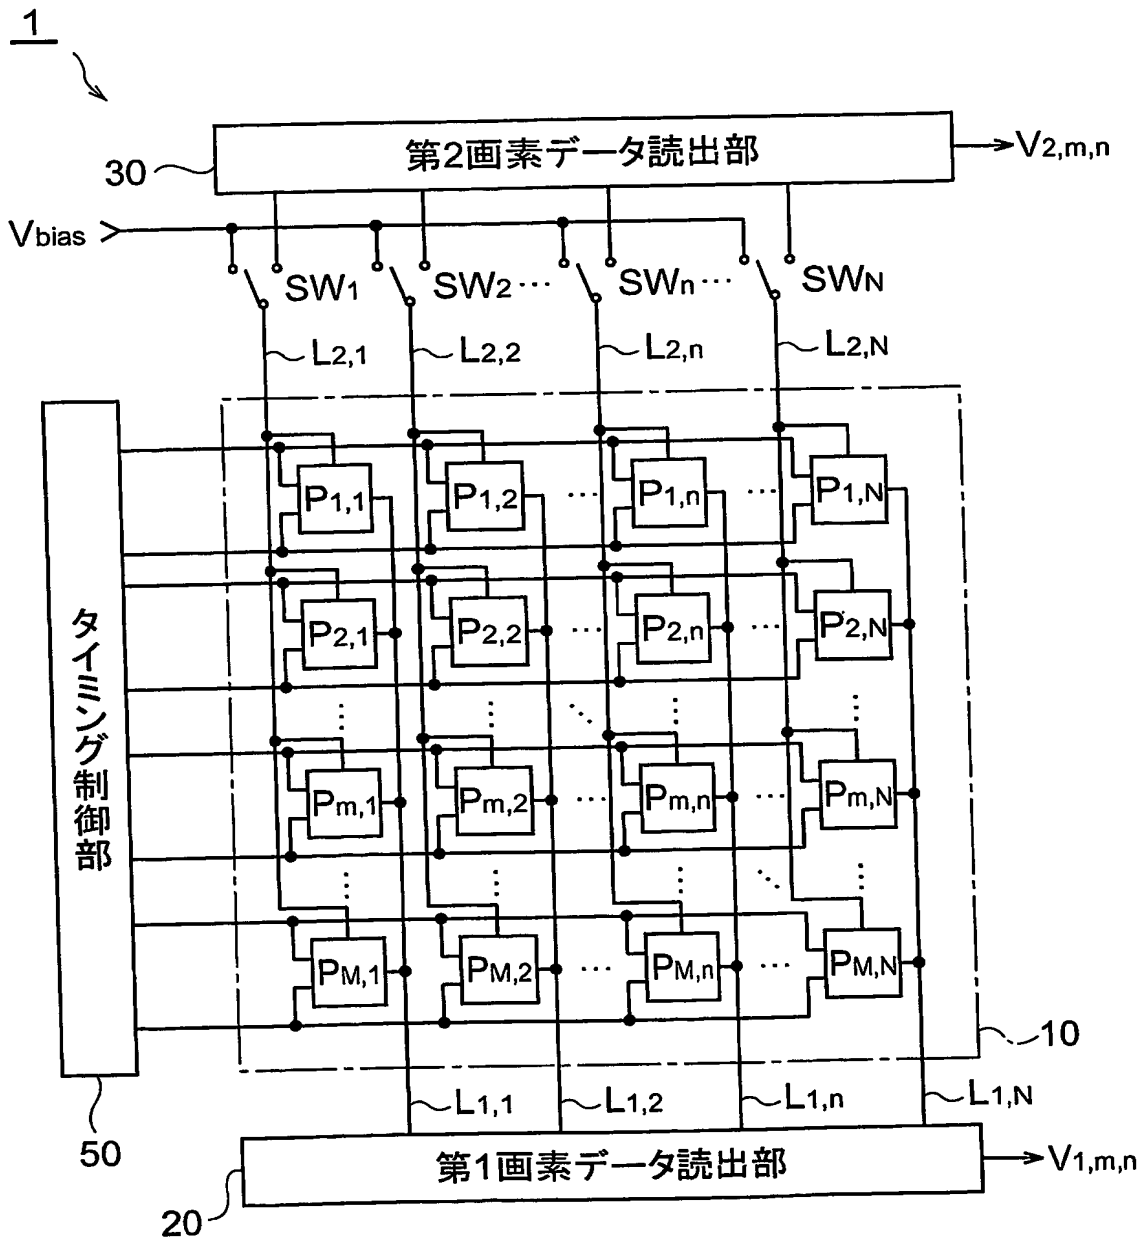 1
第2画素データ読出部
V2,m,n
30
Vbias
SW1 SW2 ··· SWn ··· SWN
L2,1 L2,2 L2,n L2,N
P1,1 P1,2 ··· P1,n ··· P1,N
P2,1 P2,2 ··· P2,n ··· P2,N
Pm,1 Pm,2 ··· Pm,n ··· Pm,N
PM,1 PM,2 ··· PM,n ··· PM,N
タイミング制御部
10
50
L1,1 L1,2 L1,n L1,N
第1画素データ読出部
V1,m,n
20